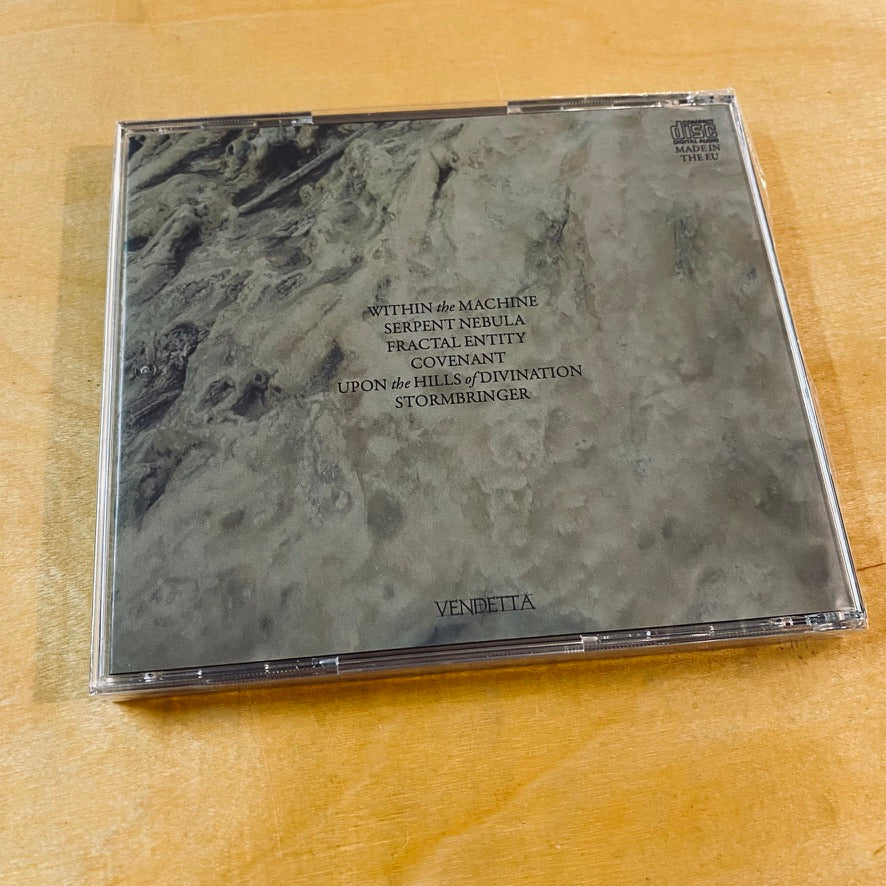 COMPACT
disc
DIGITAL AUDIO
MADE IN
THE EU
WITHIN the MACHINE
SERPENT NEBULA
FRACTAL ENTITY
COVENANT
UPON the HILLS of DIVINATION
STORMBRINGER
VENDETTA